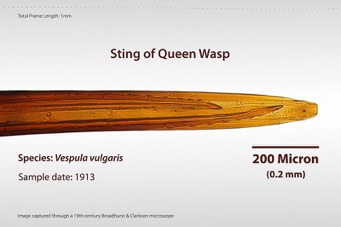 Total Frame Length: 1mm
Sting of Queen Wasp
Species: Vespula vulgaris
200 Micron
(0.2 mm)
Sample date: 1913
Image captured through a 19th century Broadhurst & Clarkson microscope